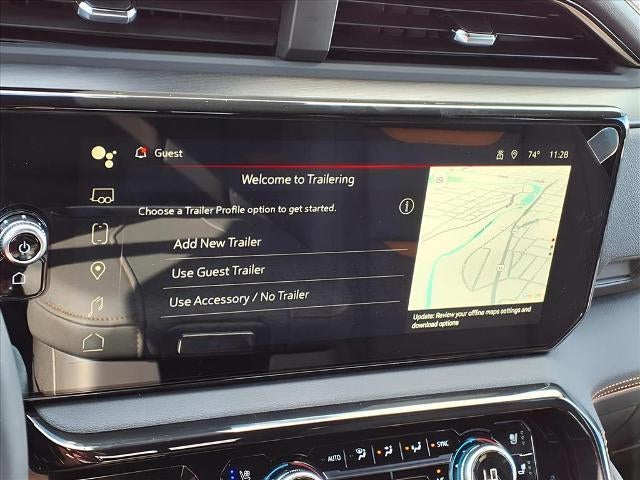 Guest
74° 11:28
Welcome to Trailering
Choose a Trailer Profile option to get started.
Add New Trailer
Use Guest Trailer
Use Accessory / No Trailer
Update: Review your offline maps settings and
download options
AUTO
SYNC
LO